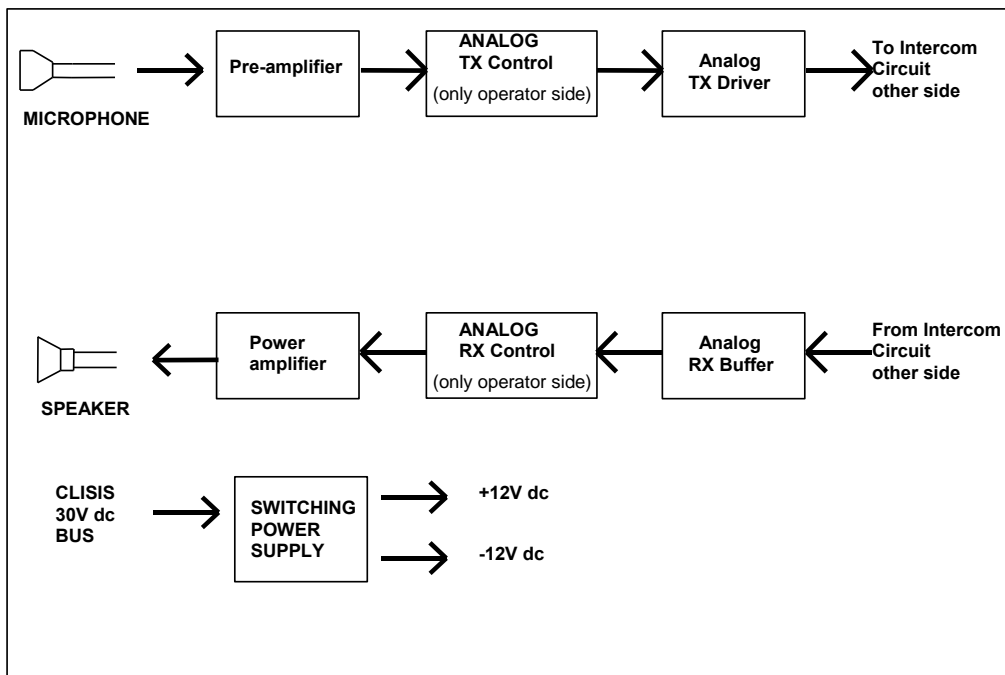 MICROPHONE
Pre-amplifier
ANALOG
TX Control
(only operator side)
Analog
TX Driver
To Intercom
Circuit
other side
SPEAKER
Power
amplifier
ANALOG
RX Control
(only operator side)
Analog
RX Buffer
From Intercom
Circuit
other side
CLISIS
30V dc
BUS
SWITCHING
POWER
SUPPLY
+12V dc
-12V dc